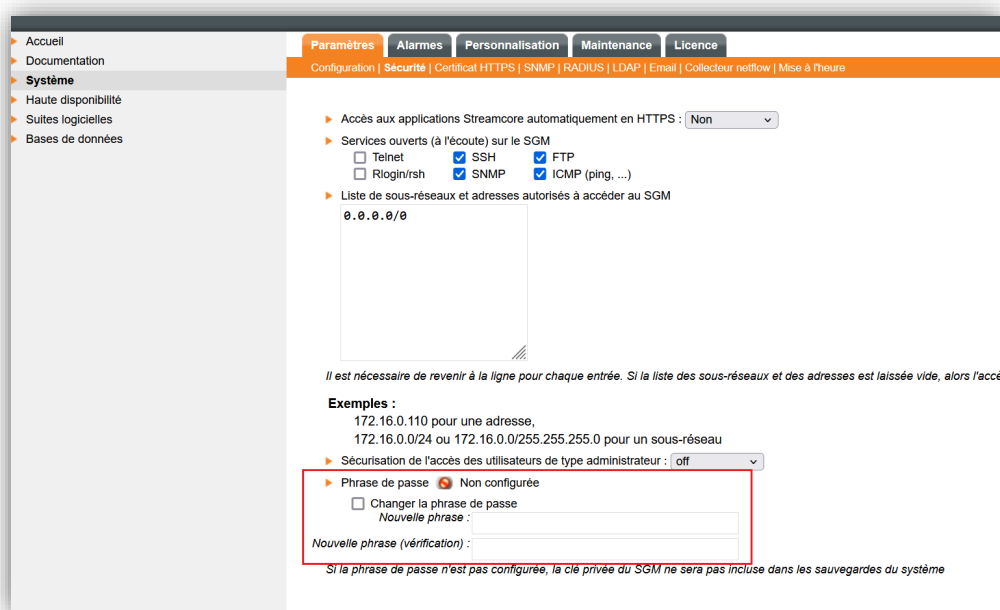 Accueil
Documentation
Système
Haute disponibilité
Suites logicielles
Bases de données
Paramètres Alarmes Personnalisation Maintenance Licence
Configuration | Sécurité | Certificat HTTPS | SNMP | RADIUS | LDAP | Email | Collecteur netflow | Mise à l'heure
Accès aux applications Streamcore automatiquement en HTTPS : Non
Services ouverts (à l'écoute) sur le SGM
Telnet SSH FTP
Rlogin/rsh SNMP ICMP (ping, ...)
Liste de sous-réseaux et adresses autorisés à accéder au SGM
0.0.0.0/0
Il est nécessaire de revenir à la ligne pour chaque entrée. Si la liste des sous-réseaux et des adresses est laissée vide, alors l'accè
Exemples :
172.16.0.110 pour une adresse,
172.16.0.0/24 ou 172.16.0.0/255.255.255.0 pour un sous-réseau
Sécurisation de l'accès des utilisateurs de type administrateur : off
Phrase de passe Non configurée
Changer la phrase de passe
Nouvelle phrase :
Nouvelle phrase (vérification) :
Si la phrase de passe n'est pas configurée, la clé privée du SGM ne sera pas incluse dans les sauvegardes du système